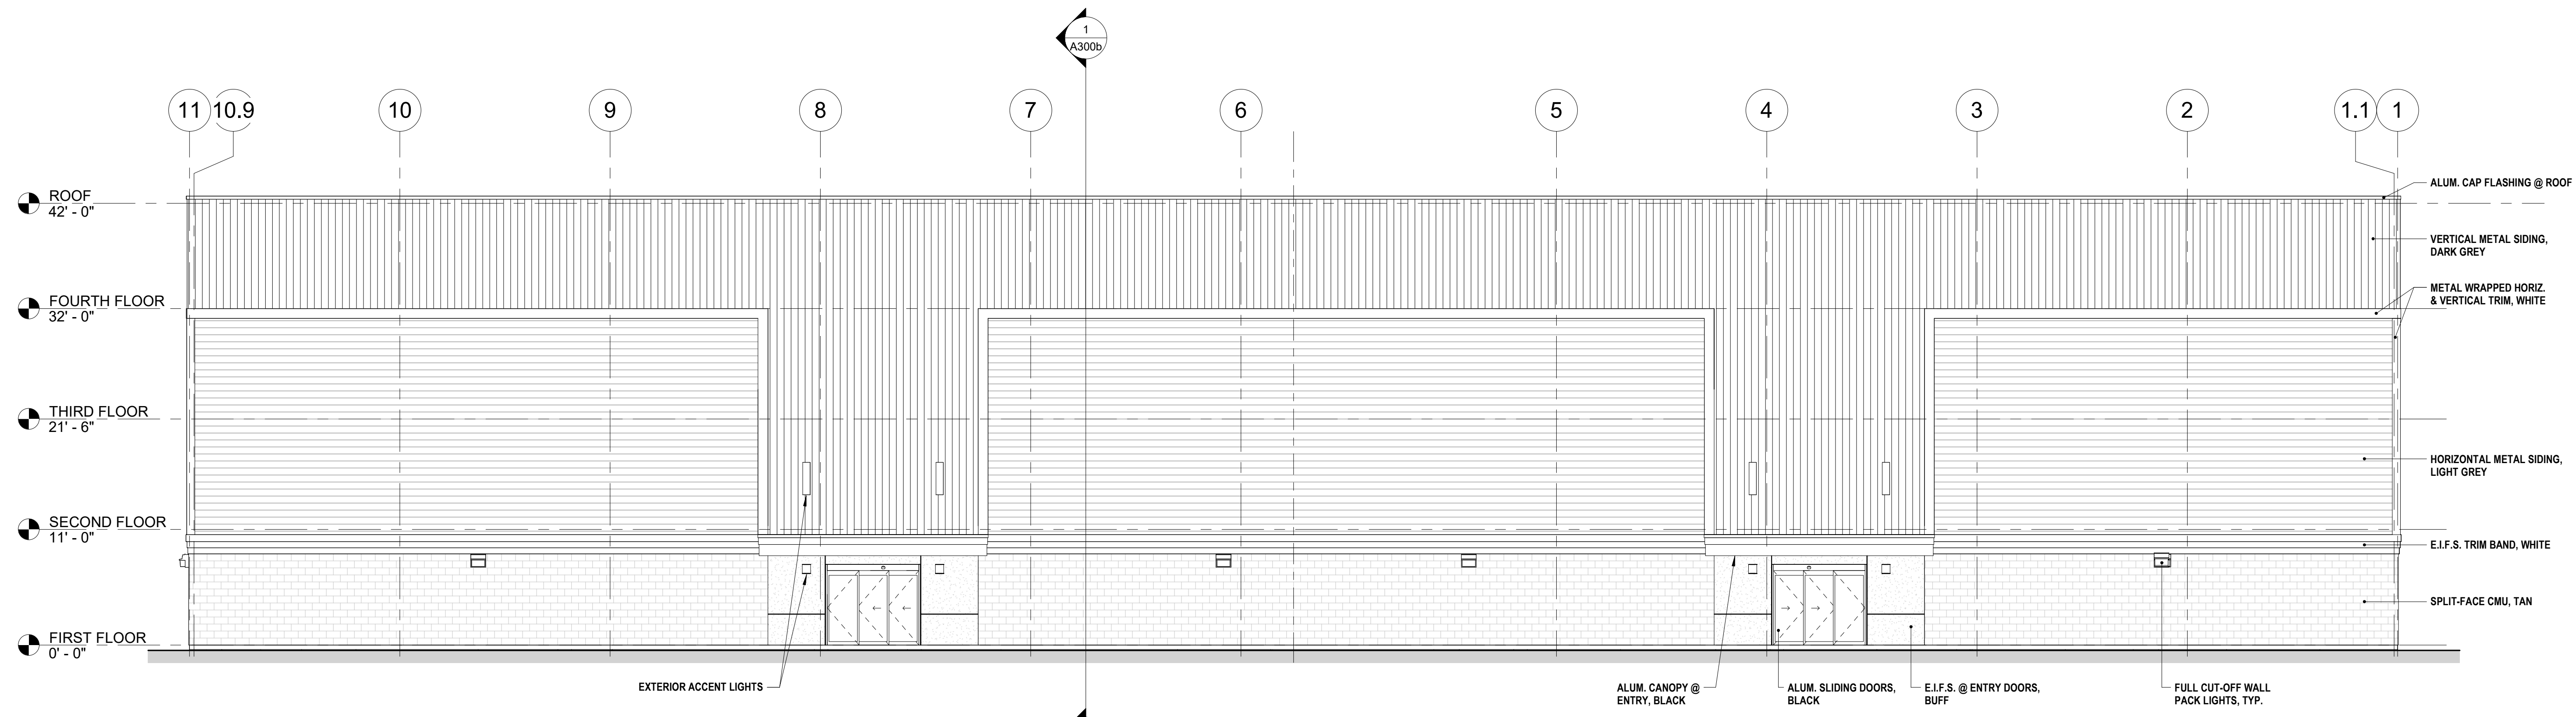 1
A300b
11 10.9 10 9 8 7 6 5 4 3 2 1.1 1
ROOF
42' - 0"
FOURTH FLOOR
32' - 0"
THIRD FLOOR
21' - 6"
SECOND FLOOR
11' - 0"
FIRST FLOOR
0' - 0"
ALUM. CAP FLASHING @ ROOF
VERTICAL METAL SIDING,
DARK GREY
METAL WRAPPED HORIZ.
& VERTICAL TRIM, WHITE
HORIZONTAL METAL SIDING,
LIGHT GREY
E.I.F.S. TRIM BAND, WHITE
SPLIT-FACE CMU, TAN
EXTERIOR ACCENT LIGHTS
ALUM. CANOPY @
ENTRY, BLACK
ALUM. SLIDING DOORS,
BLACK
E.I.F.S. @ ENTRY DOORS,
BUFF
FULL CUT-OFF WALL
PACK LIGHTS, TYP.